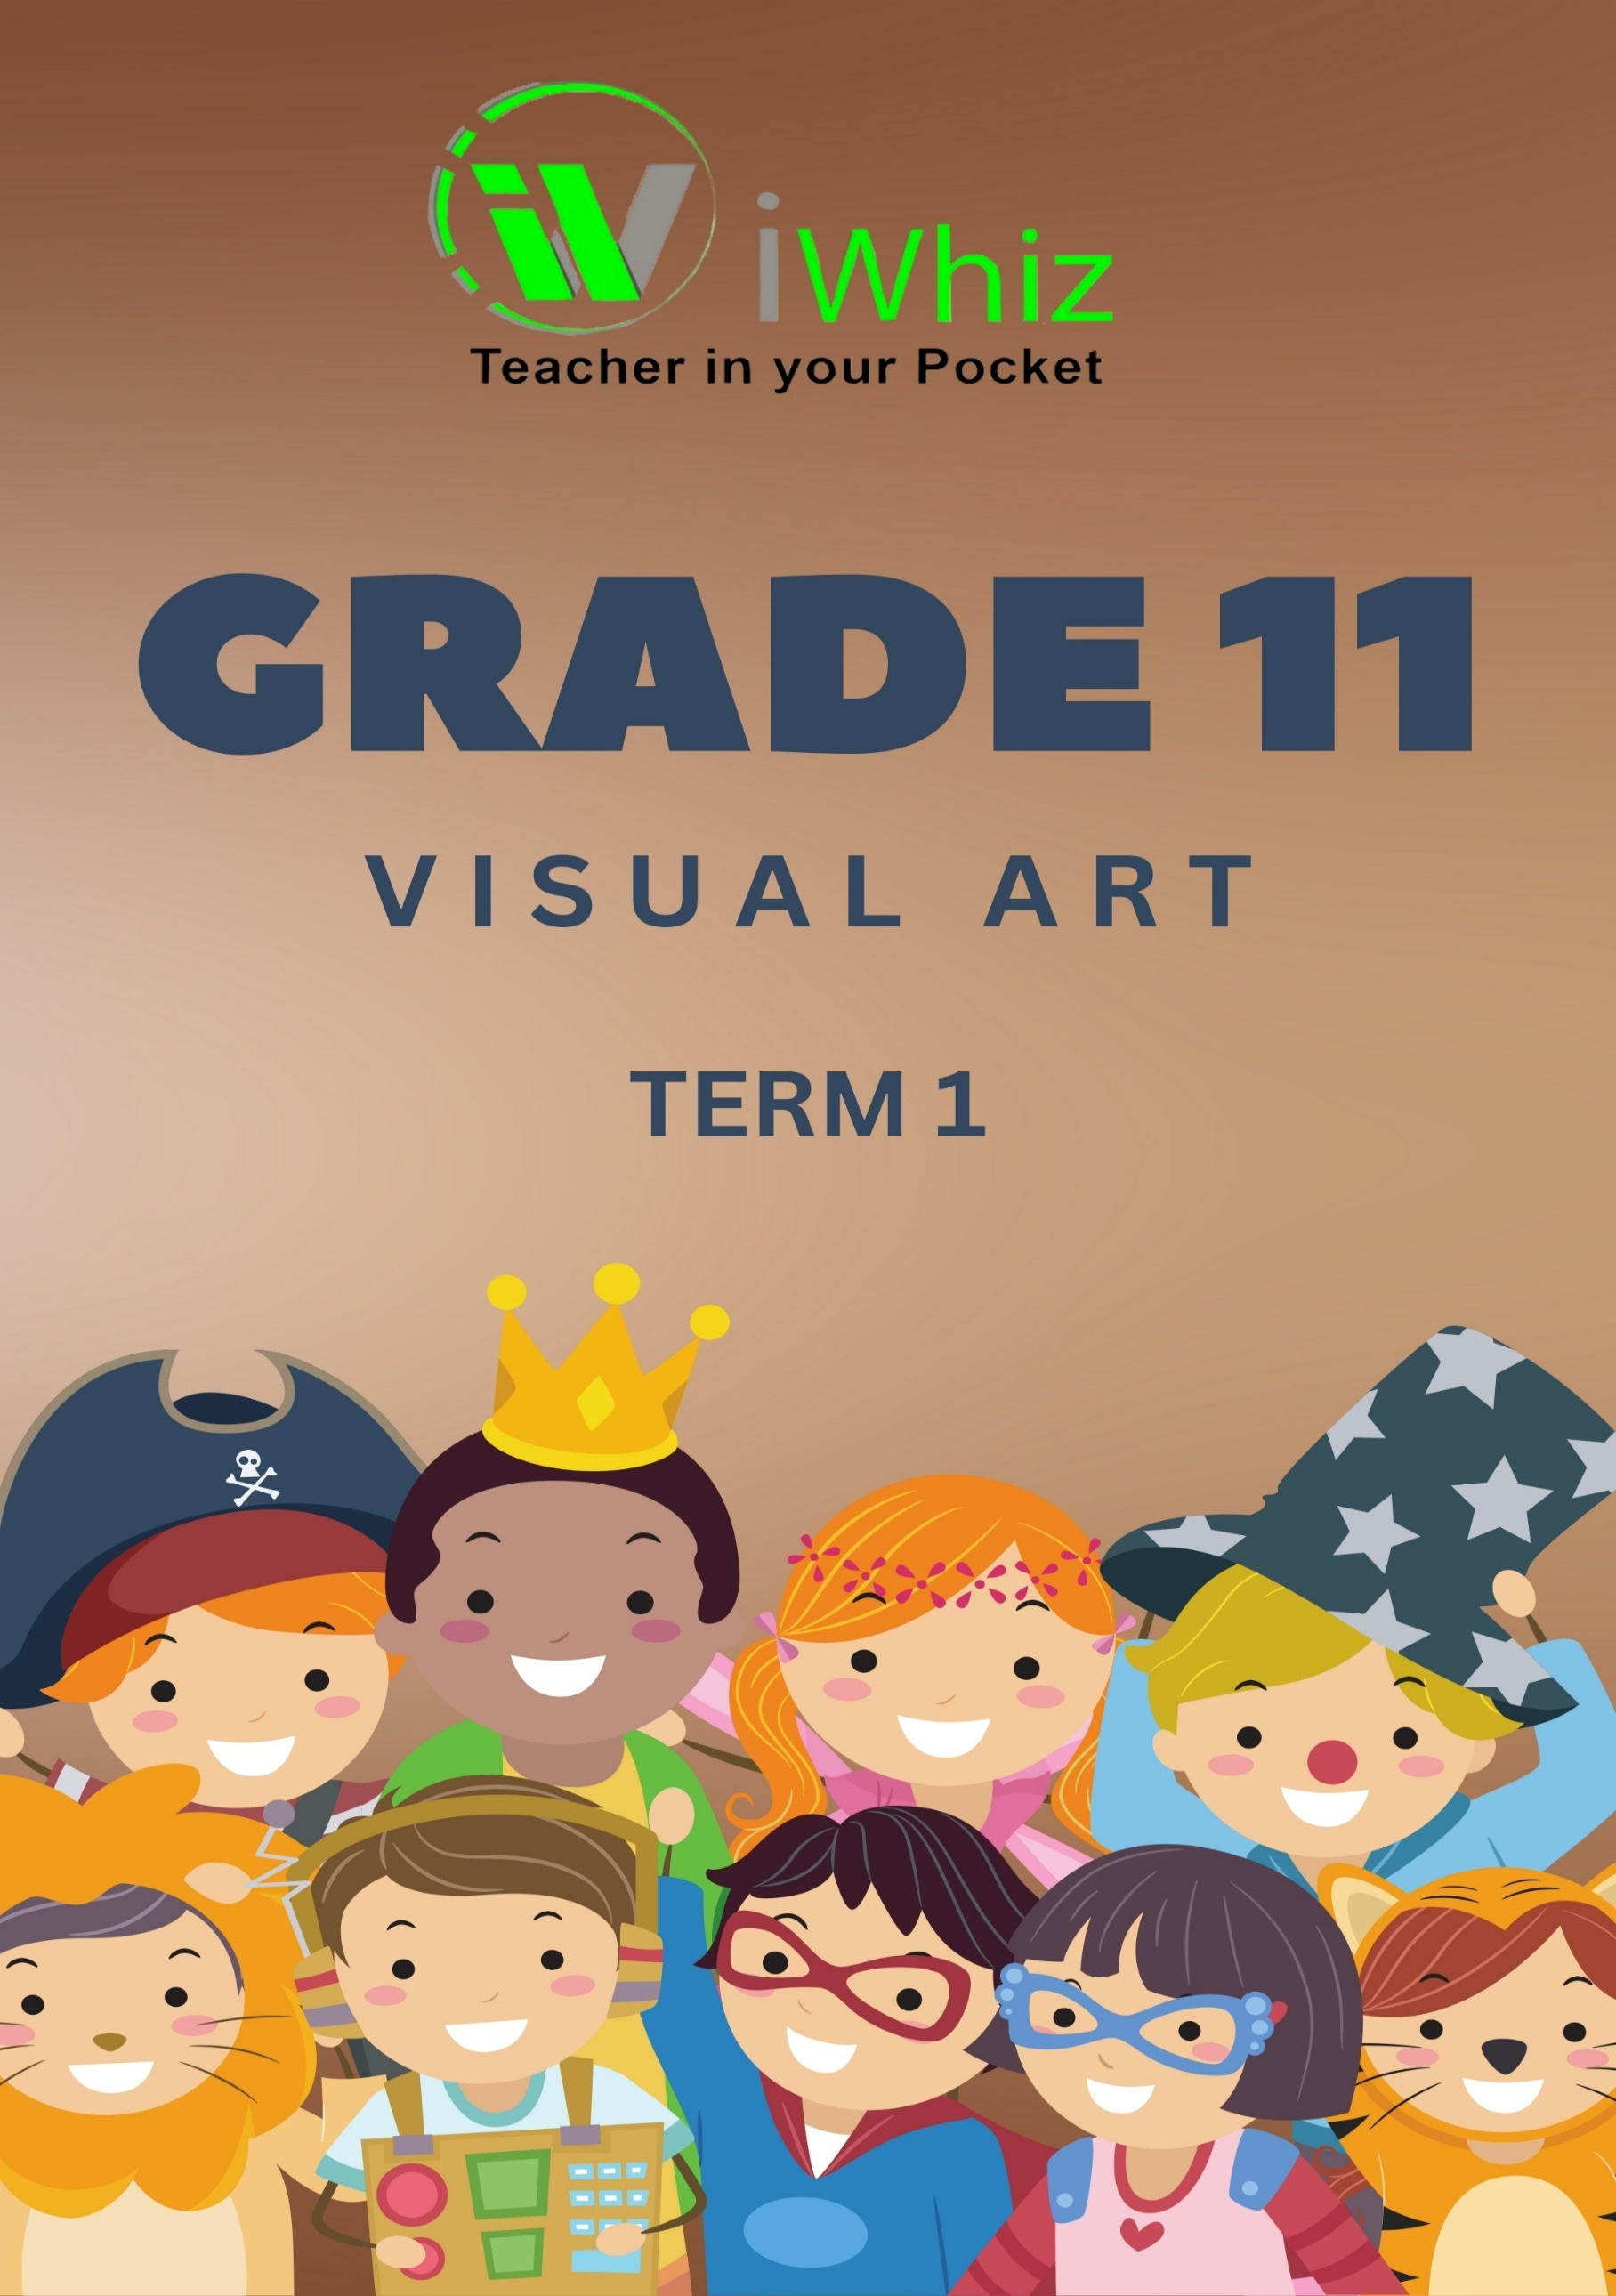 iWhiz
Teacher in your Pocket
GRADE 11
VISUAL ART
TERM 1